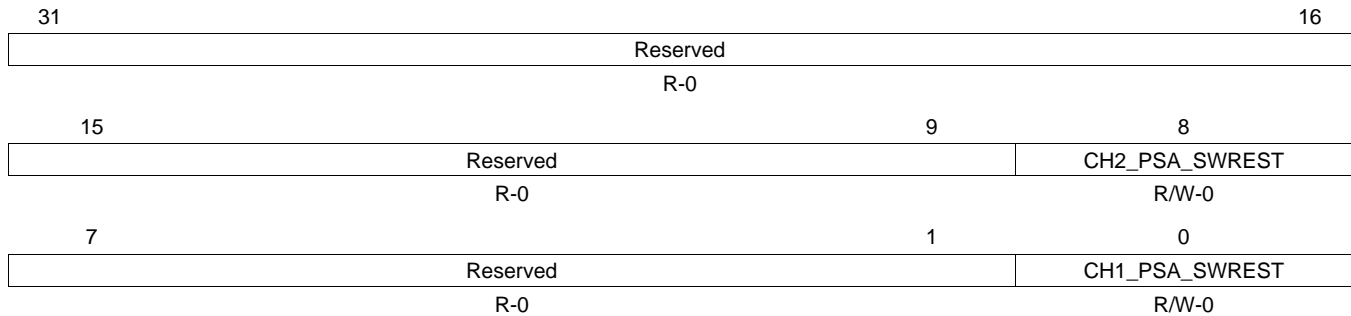 31 16
Reserved
R-0
15 9 8
Reserved CH2_PSA_SWREST
R-0 R/W-0
7 1 0
Reserved CH1_PSA_SWREST
R-0 R/W-0